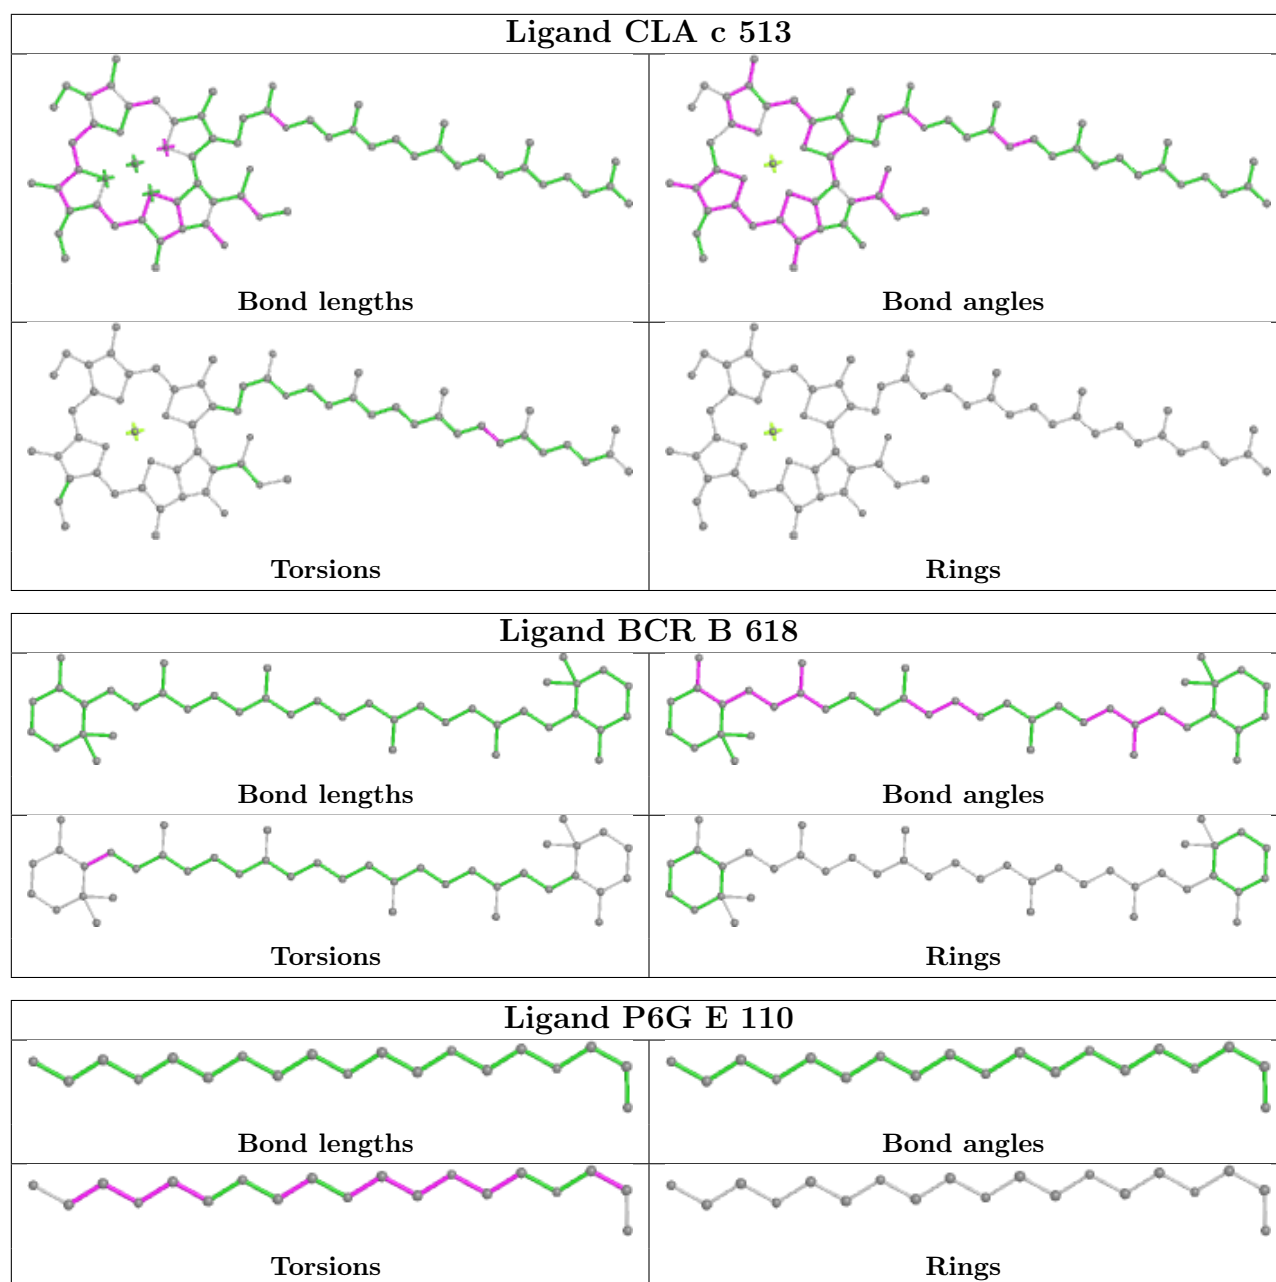 Ligand CLA c 513
Bond lengths
Bond angles
Torsions
Rings
Ligand BCR B 618
Bond lengths
Bond angles
Torsions
Rings
Ligand P6G E 110
Bond lengths
Bond angles
Torsions
Rings